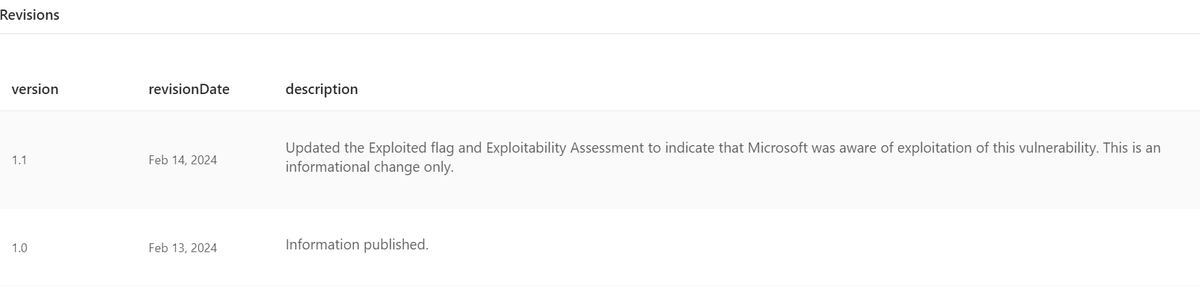 Revisions
version revisionDate description
1.1 Feb 14, 2024 Updated the Exploited flag and Exploitability Assessment to indicate that Microsoft was aware of exploitation of this vulnerability. This is an
informational change only.
1.0 Feb 13, 2024 Information published.